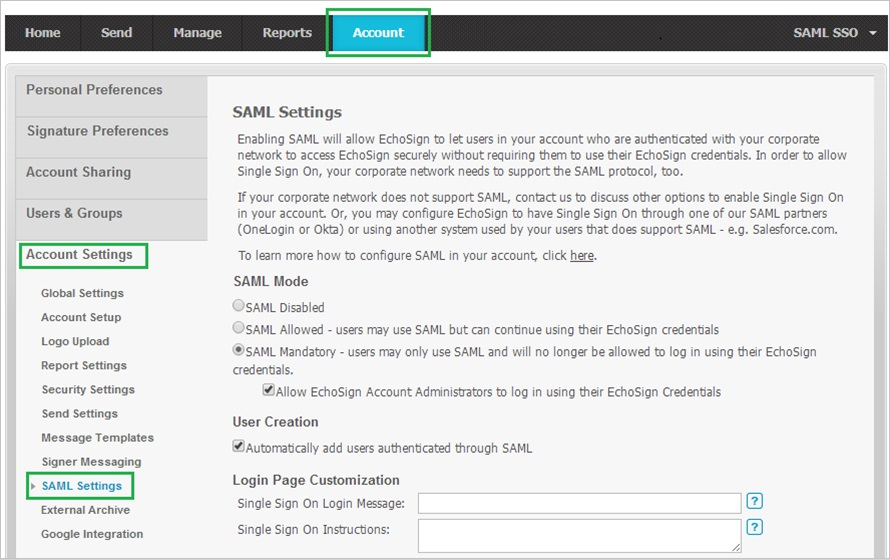 Home Send Manage Reports Account SAML SSO
Personal Preferences
Signature Preferences
Account Sharing
Users & Groups
Account Settings
Global Settings
Account Setup
Logo Upload
Report Settings
Security Settings
Send Settings
Message Templates
Signer Messaging
SAML Settings
External Archive
Google Integration
SAML Settings
Enabling SAML will allow EchoSign to let users in your account who are authenticated with your corporate
network to access EchoSign securely without requiring them to use their EchoSign credentials. In order to allow
Single Sign On, your corporate network needs to support the SAML protocol, too.
If your corporate network does not support SAML, contact us to discuss other options to enable Single Sign On
in your account. Or, you may configure EchoSign to have Single Sign On through one of our SAML partners
(OneLogin or Okta) or using another system used by your users that does support SAML - e.g. Salesforce.com.
To learn more how to configure SAML in your account, click here.
SAML Mode
SAML Disabled
SAML Allowed - users may use SAML but can continue using their EchoSign credentials
SAML Mandatory - users may only use SAML and will no longer be allowed to log in using their EchoSign
credentials.
Allow EchoSign Account Administrators to log in using their EchoSign Credentials
User Creation
Automatically add users authenticated through SAML
Login Page Customization
Single Sign On Login Message: ?
Single Sign On Instructions: ?